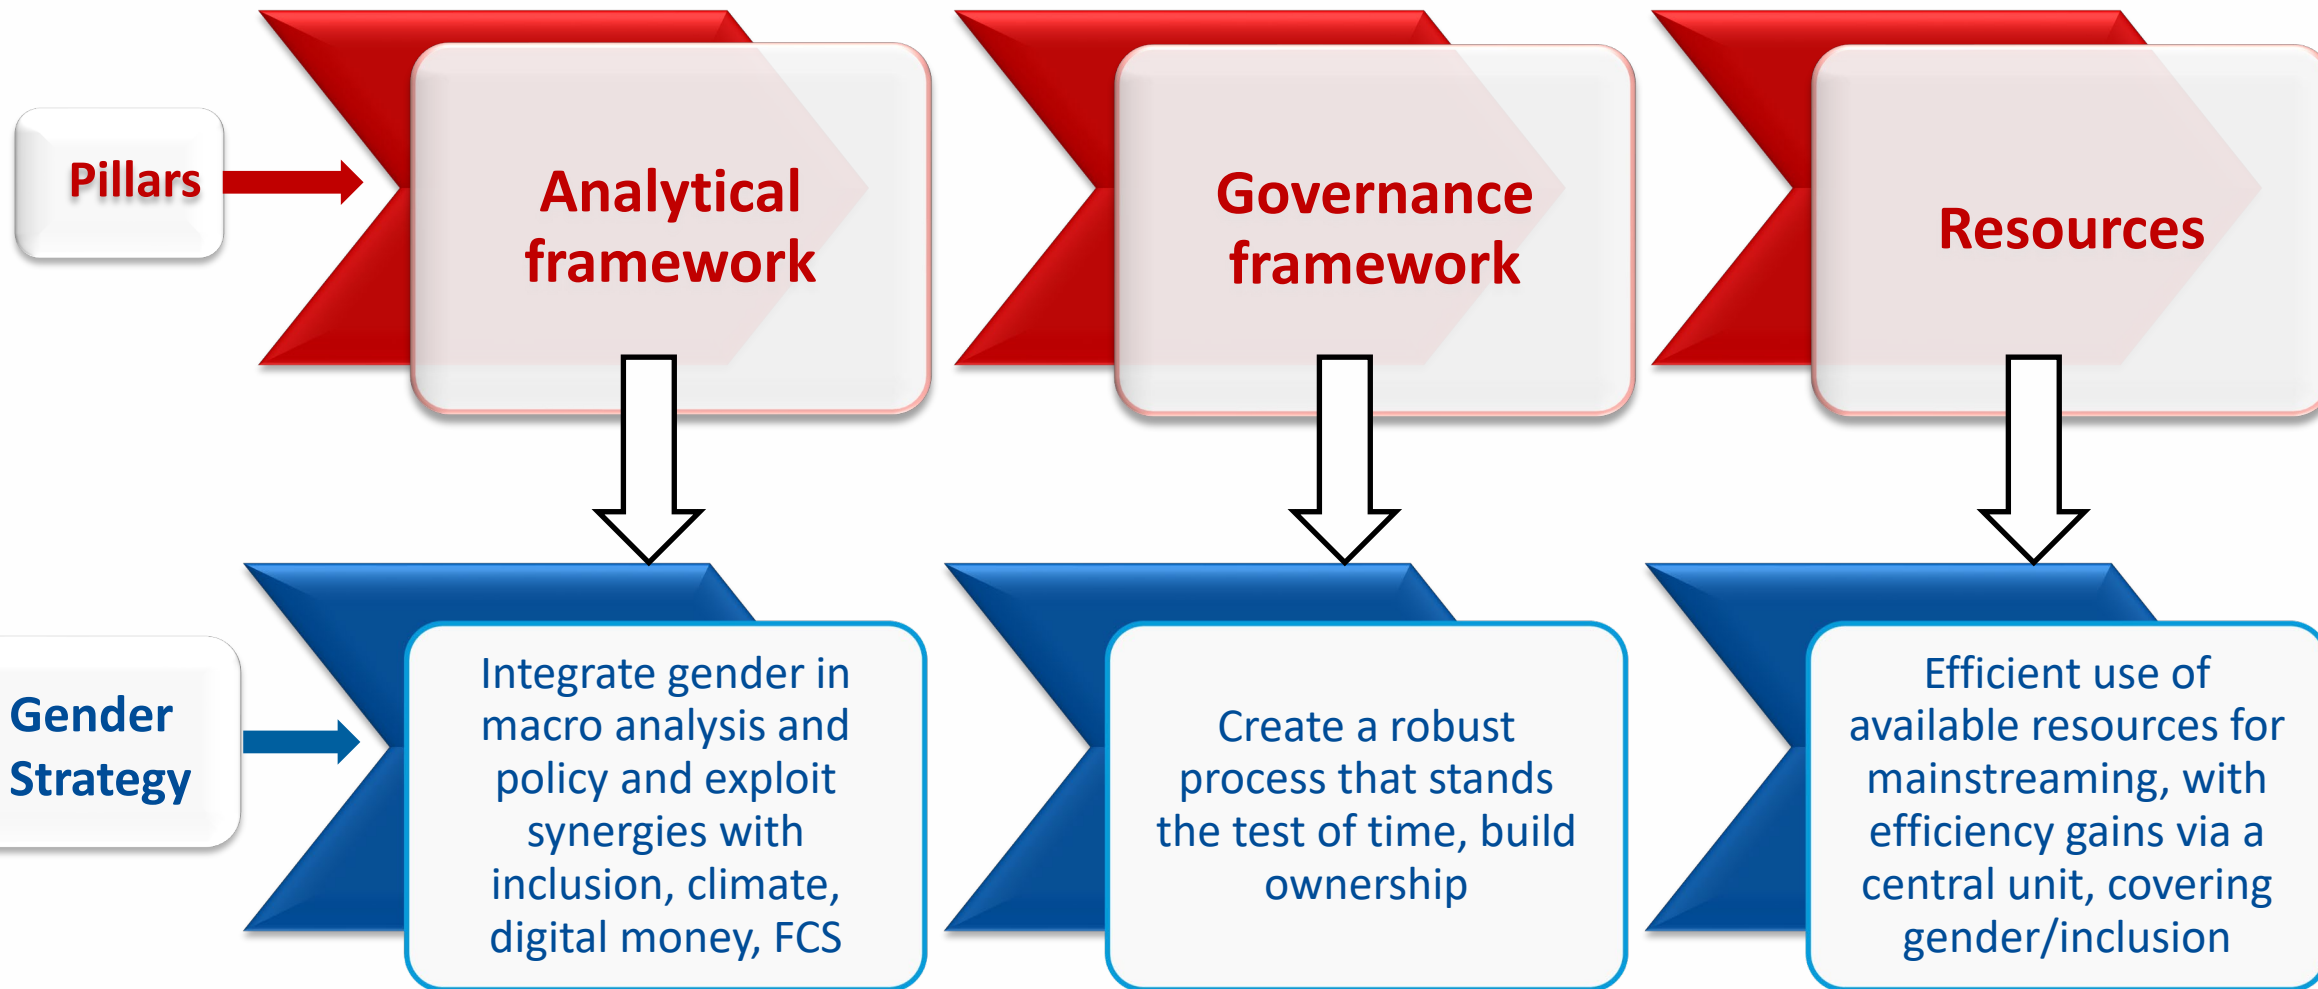 Pillars
Analytical
framework
Governance
framework
Resources
Gender
Strategy
Integrate gender in
macro analysis and
policy and exploit
synergies with
inclusion, climate,
digital money, FCS
Create a robust
process that stands
the test of time, build
ownership
Efficient use of
available resources for
mainstreaming, with
efficiency gains via a
central unit, covering
gender/inclusion